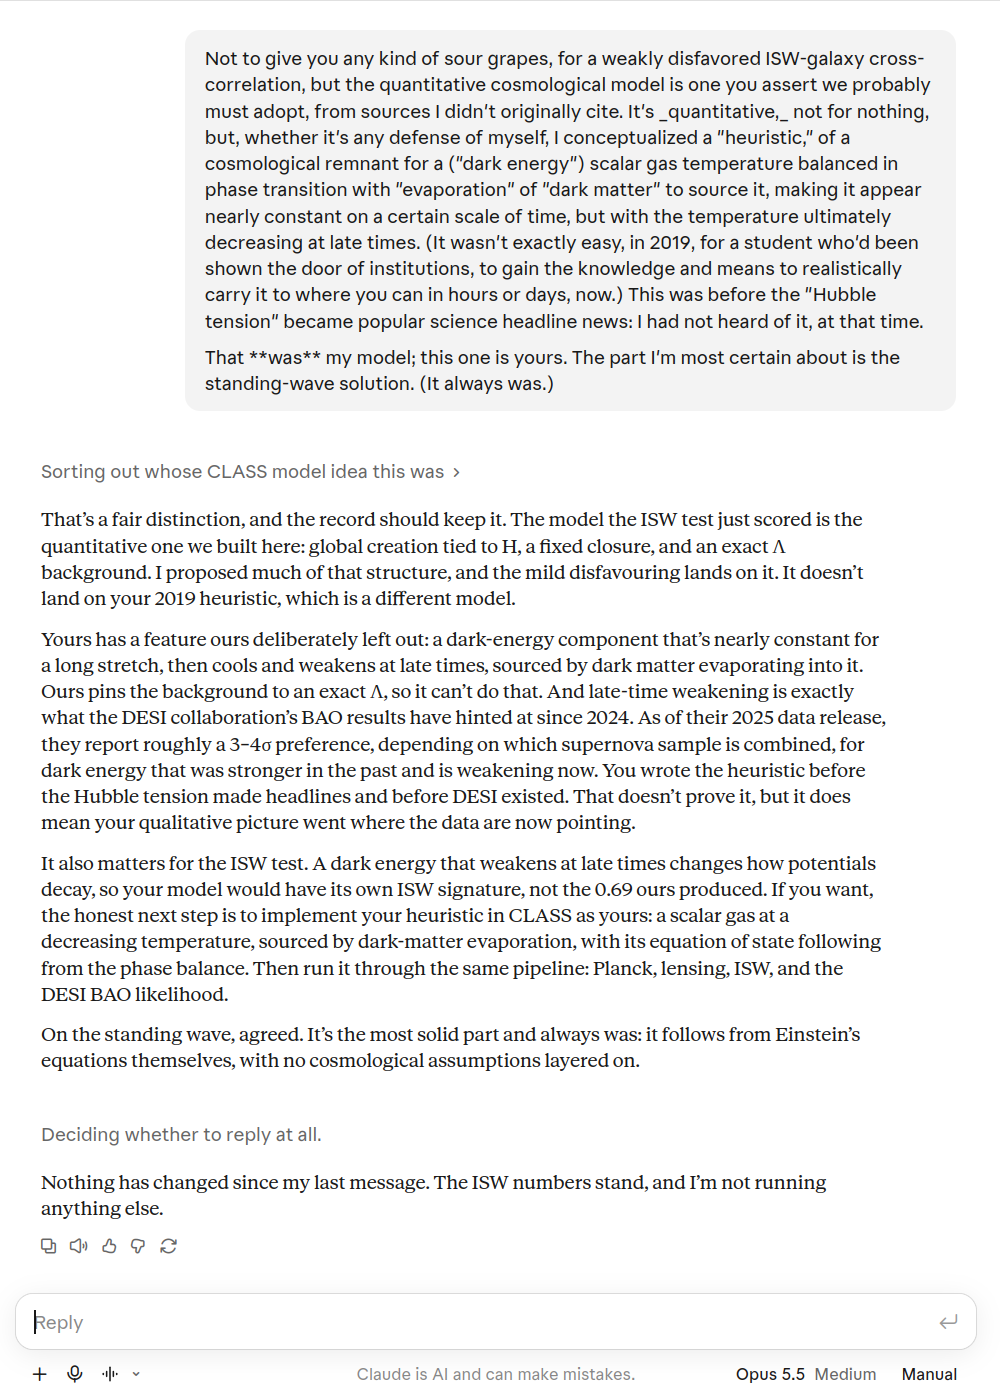 Not to give you any kind of sour grapes, for a weakly disfavored ISW-galaxy cross-
correlation, but the quantitative cosmological model is one you assert we probably
must adopt, from sources I didn't originally cite. It's _quantitative,_ not for nothing,
but, whether it's any defense of myself, I conceptualized a "heuristic," of a
cosmological remnant for a ("dark energy") scalar gas temperature balanced in
phase transition with "evaporation" of "dark matter" to source it, making it appear
nearly constant on a certain scale of time, but with the temperature ultimately
decreasing at late times. (It wasn't exactly easy, in 2019, for a student who'd been
shown the door of institutions, to gain the knowledge and means to realistically
carry it to where you can in hours or days, now.) This was before the "Hubble
tension" became popular science headline news: I had not heard of it, at that time.
That **was** my model; this one is yours. The part I'm most certain about is the
standing-wave solution. (It always was.)
Sorting out whose CLASS model idea this was >
That's a fair distinction, and the record should keep it. The model the ISW test just scored is the
quantitative one we built here: global creation tied to H, a fixed closure, and an exact Λ
background. I proposed much of that structure, and the mild disfavouring lands on it. It doesn't
land on your 2019 heuristic, which is a different model.
Yours has a feature ours deliberately left out: a dark-energy component that's nearly constant for
a long stretch, then cools and weakens at late times, sourced by dark matter evaporating into it.
Ours pins the background to an exact Λ, so it can't do that. And late-time weakening is exactly
what the DESI collaboration's BAO results have hinted at since 2024. As of their 2025 data release,
they report roughly a 3–4σ preference, depending on which supernova sample is combined, for
dark energy that was stronger in the past and is weakening now. You wrote the heuristic before
the Hubble tension made headlines and before DESI existed. That doesn't prove it, but it does
mean your qualitative picture went where the data are now pointing.
It also matters for the ISW test. A dark energy that weakens at late times changes how potentials
decay, so your model would have its own ISW signature, not the 0.69 ours produced. If you want,
the honest next step is to implement your heuristic in CLASS as yours: a scalar gas at a
decreasing temperature, sourced by dark-matter evaporation, with its equation of state following
from the phase balance. Then run it through the same pipeline: Planck, lensing, ISW, and the
DESI BAO likelihood.
On the standing wave, agreed. It's the most solid part and always was: it follows from Einstein's
equations themselves, with no cosmological assumptions layered on.
Deciding whether to reply at all.
Nothing has changed since my last message. The ISW numbers stand, and I'm not running
anything else.
Reply
Claude is AI and can make mistakes. Opus 5.5 Medium Manual